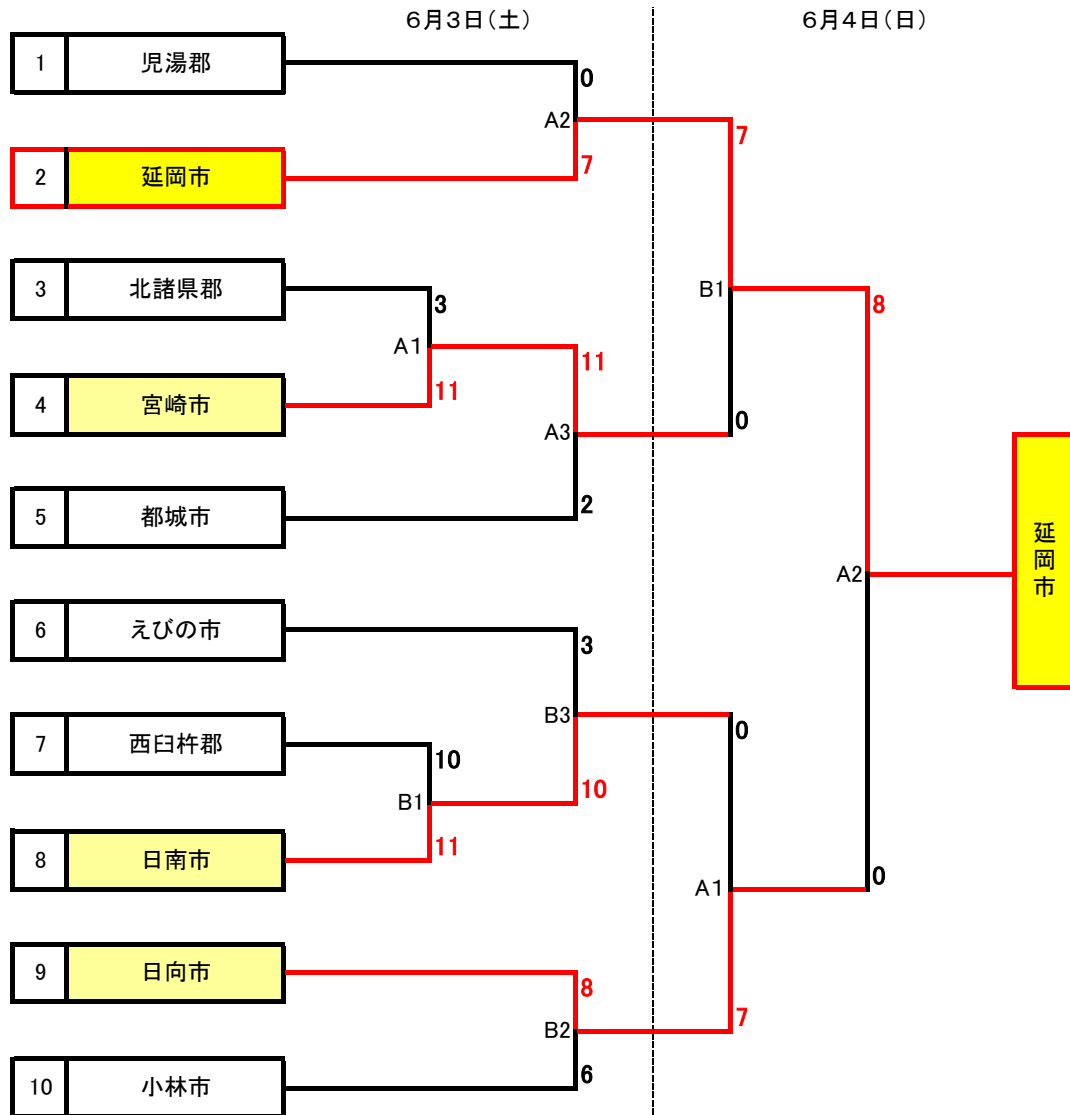 6月3日(土)
6月4日(日)
1 児湯郡
0
A2
7
2 延岡市
7
3 北諸県郡
3
B1
8
A1
11
4 宮崎市
11
A3
0
5 都城市
2
延岡市
A2
6 えびの市
3
B3
0
7 西臼杵郡
10
10
B1
8 日南市
11
A1
0
9 日向市
8
B2
7
10 小林市
6